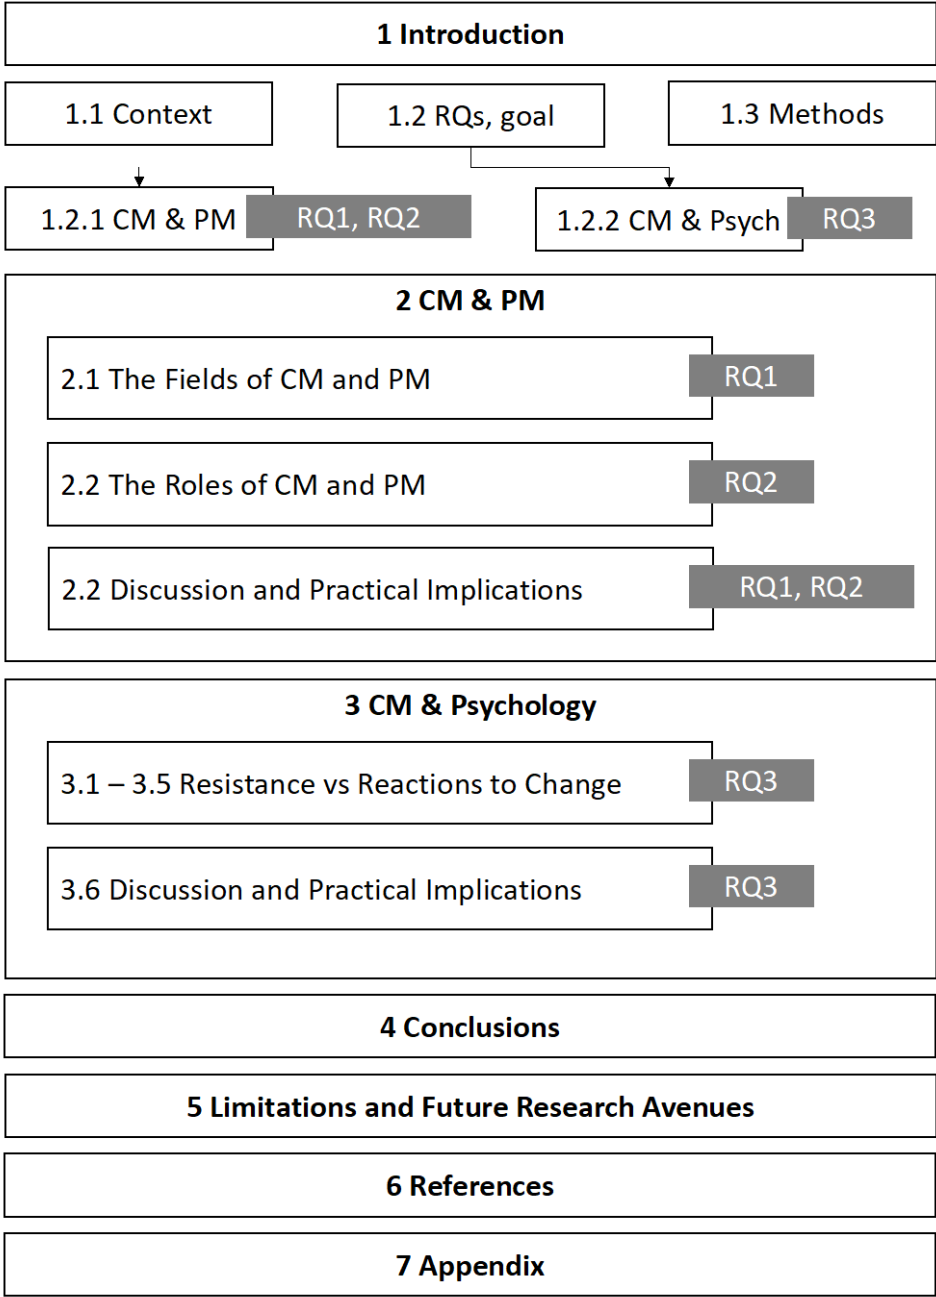 1 Introduction
1.1 Context
1.2 RQs, goal
1.3 Methods
1.2.1 CM & PM
RQ1, RQ2
1.2.2 CM & Psych
RQ3
2 CM & PM
2.1 The Fields of CM and PM
RQ1
2.2 The Roles of CM and PM
RQ2
2.2 Discussion and Practical Implications
RQ1, RQ2
3 CM & Psychology
3.1 – 3.5 Resistance vs Reactions to Change
RQ3
3.6 Discussion and Practical Implications
RQ3
4 Conclusions
5 Limitations and Future Research Avenues
6 References
7 Appendix